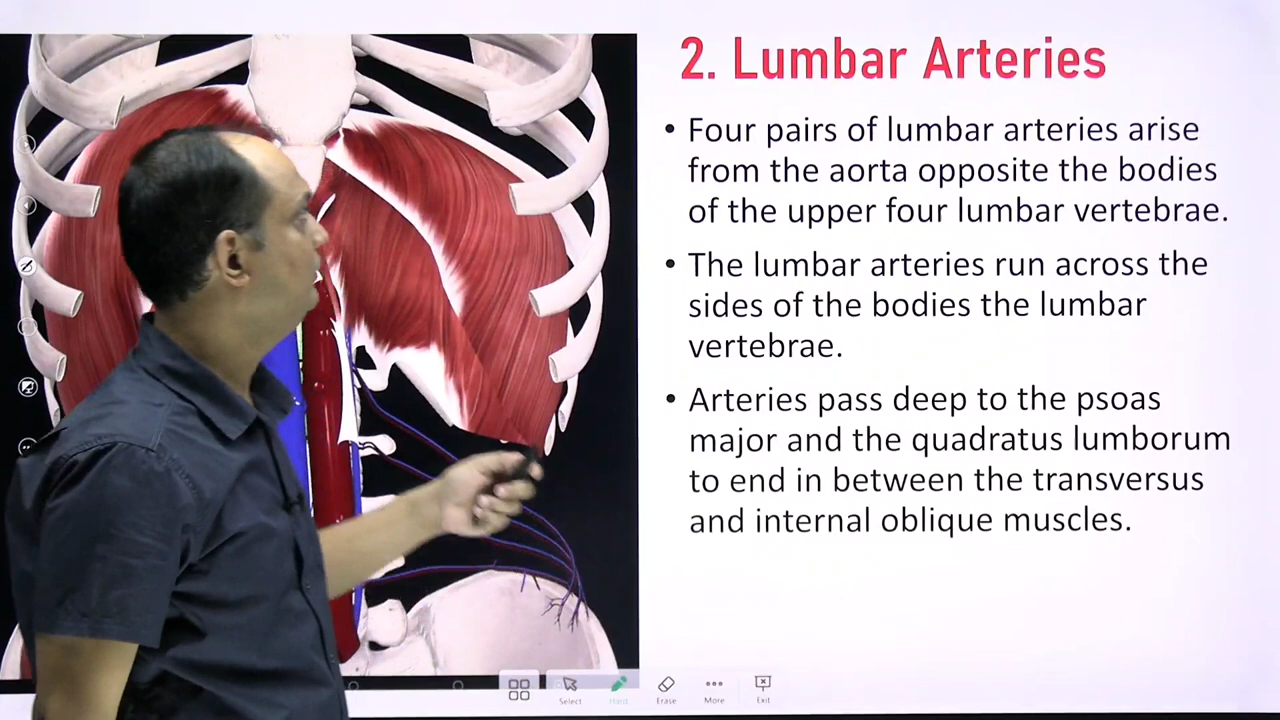 2. Lumbar Arteries
• Four pairs of lumbar arteries arise
from the aorta opposite the bodies
of the upper four lumbar vertebrae.
• The lumbar arteries run across the
sides of the bodies the lumbar
vertebrae.
• Arteries pass deep to the psoas
major and the quadratus lumborum
to end in between the transversus
and internal oblique muscles.
Select Hard Erase More Exit